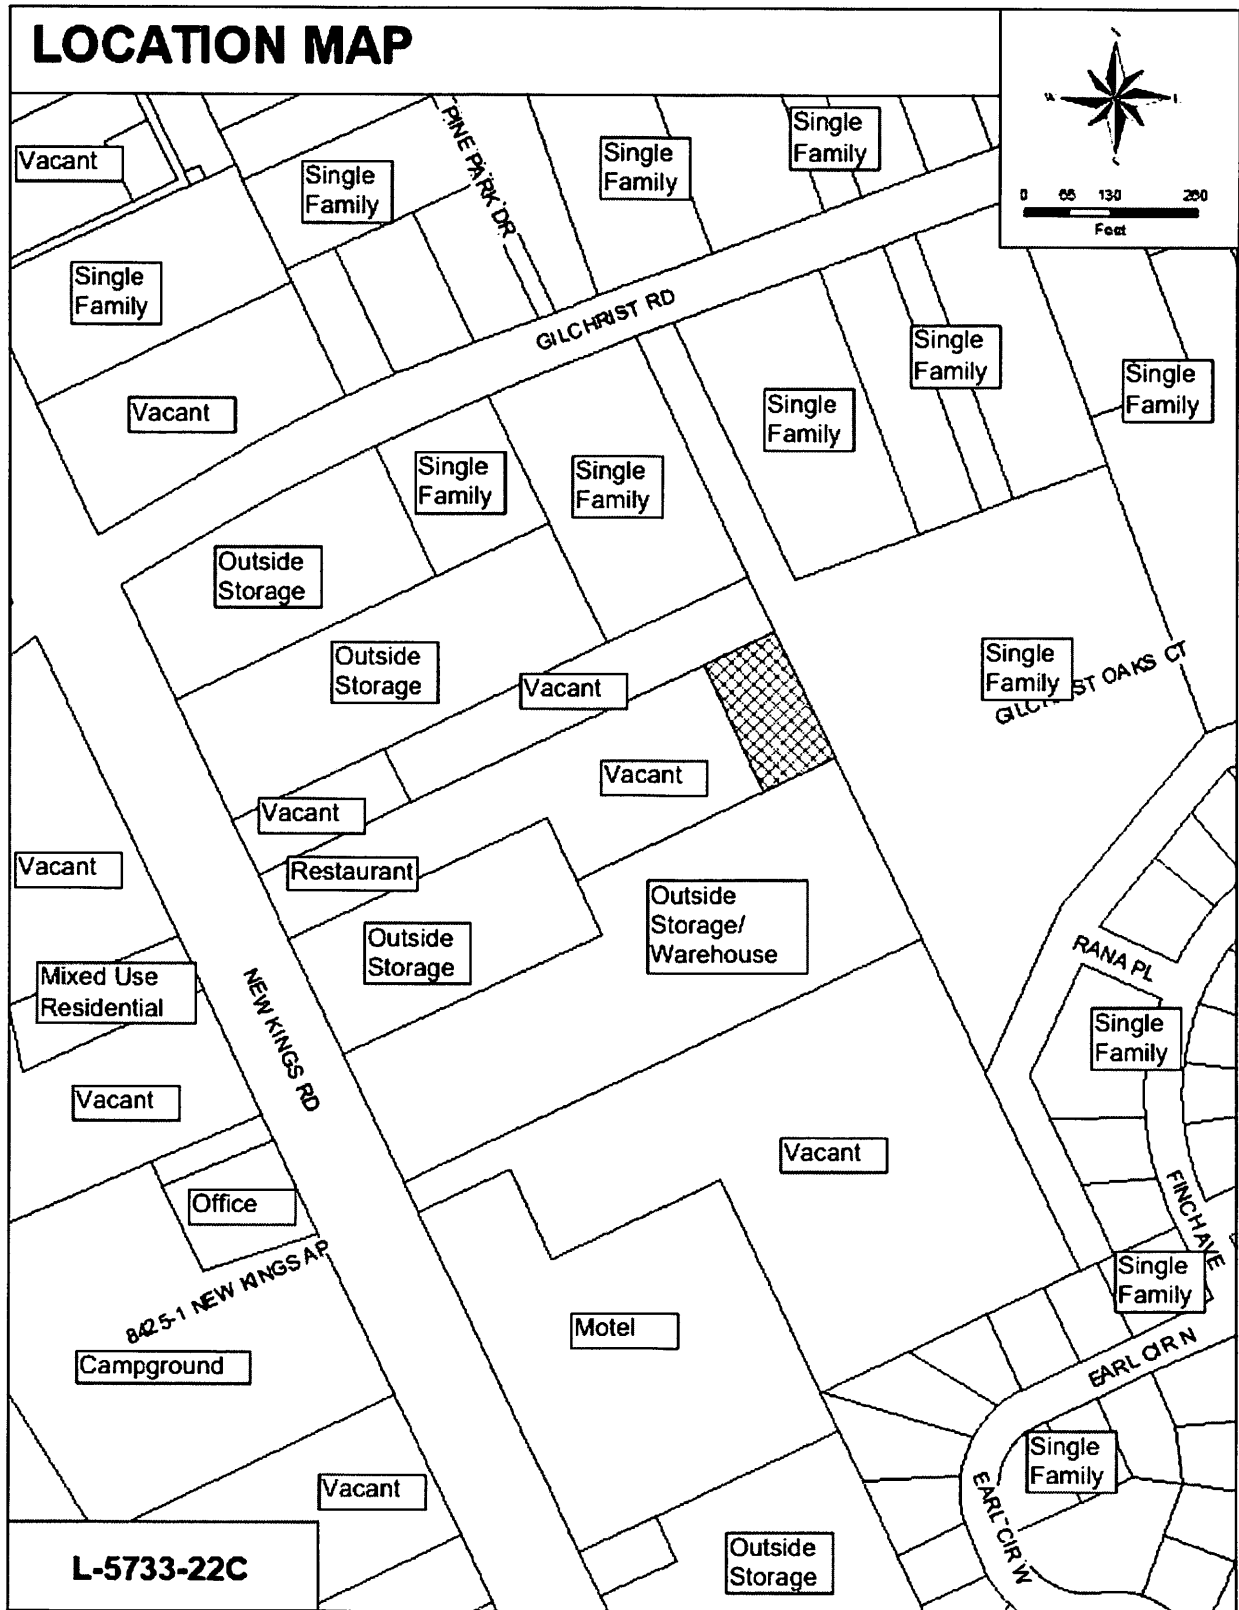 LOCATION MAP
N
W
0 65 130 260
Feet
PINE PARK DR
Vacant
Single
Family
Single
Family
Single
Family
Single
Family
GILCHRIST RD
Vacant
Single
Family
Single
Family
Single
Family
Single
Family
Single
Family
Outside
Storage
Outside
Storage
Vacant
Single
Family
ST OAKS CT
Vacant
Vacant
Vacant
Restaurant
Outside
Storage/
Warehouse
Outside
Storage
RANA PL
Mixed Use
Residential
NEW KINGS RD
Single
Family
Vacant
Vacant
FINCH AVE
Office
8425-1 NEW KINGS AP
Single
Family
Motel
EARL CIR N
Campground
Single
Family
Vacant
EARL CIR W
Outside
Storage
L-5733-22C